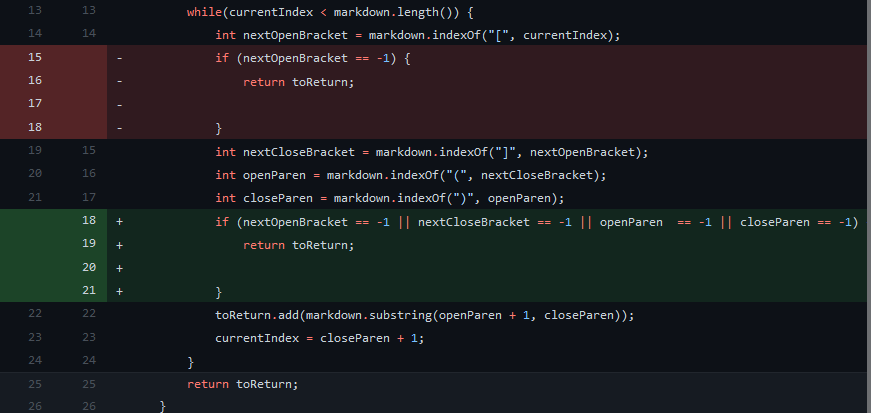 13 13 while(currentIndex < markdown.length()) {
14 14 int nextOpenBracket = markdown.indexOf("[", currentIndex);
15 - if (nextOpenBracket == -1) {
16 - return toReturn;
17 -
18 - }
19 15 int nextCloseBracket = markdown.indexOf("]", nextOpenBracket);
20 16 int openParen = markdown.indexOf("(", nextCloseBracket);
21 17 int closeParen = markdown.indexOf(")", openParen);
18 + if (nextOpenBracket == -1 || nextCloseBracket == -1 || openParen  == -1 || closeParen == -1)
19 + return toReturn;
20 +
21 + }
22 22 toReturn.add(markdown.substring(openParen + 1, closeParen));
23 23 currentIndex = closeParen + 1;
24 24 }
25 25 return toReturn;
26 26 }